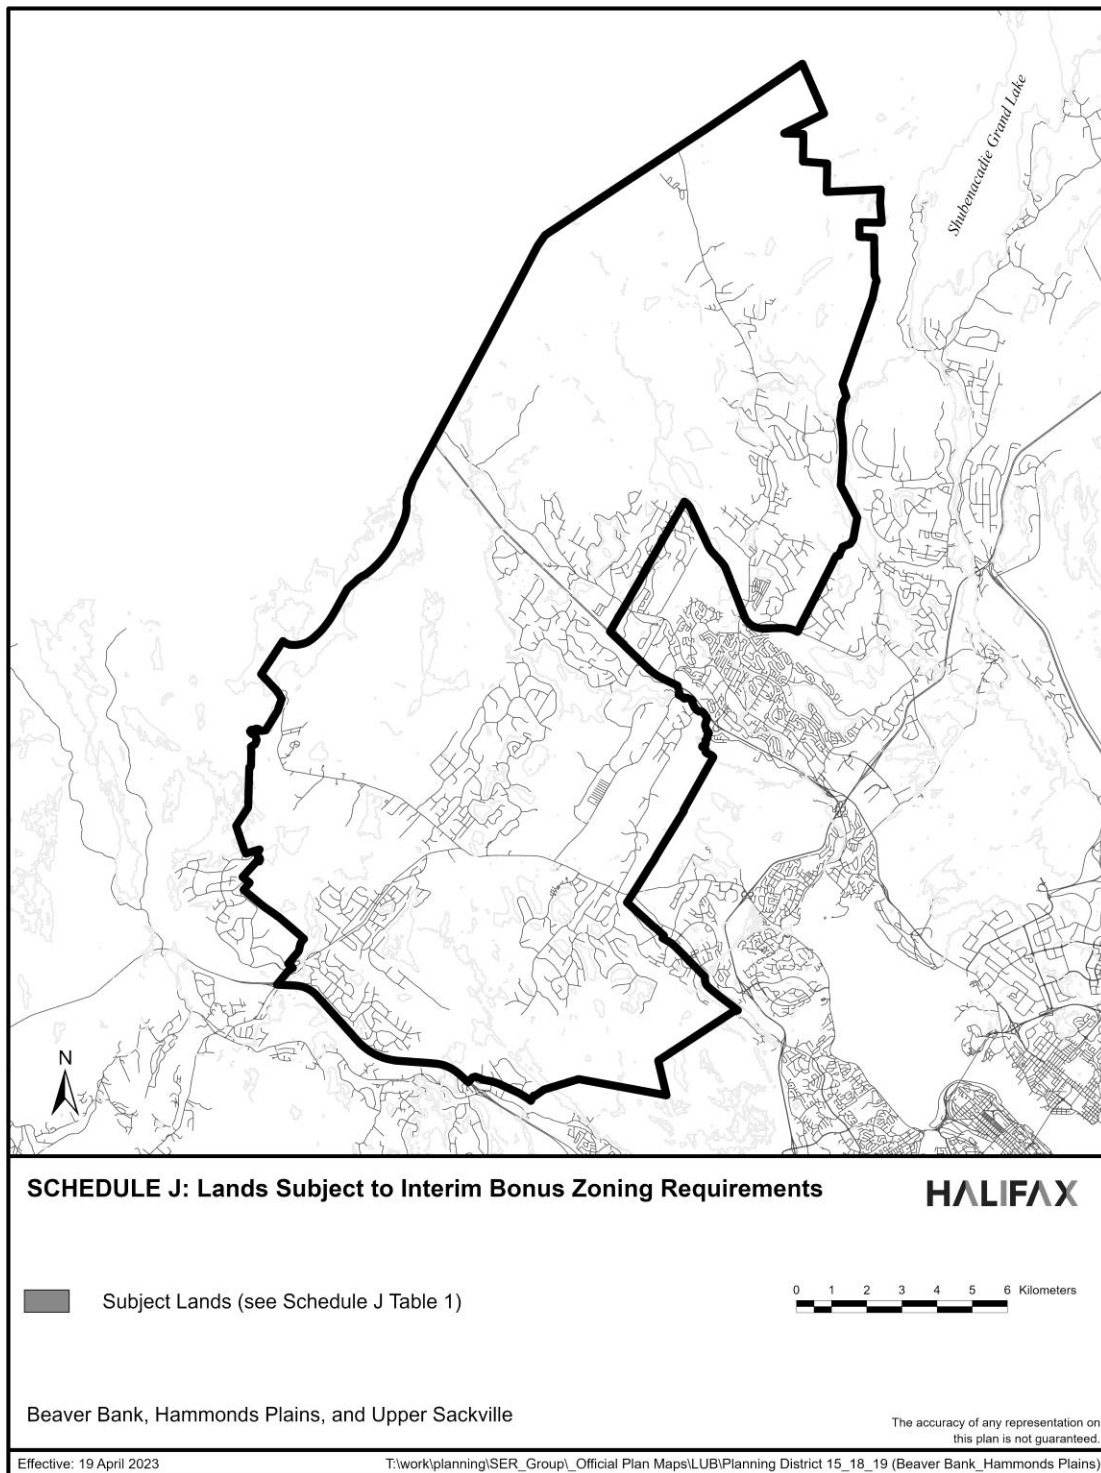 Shubenacadie Grand Lake
N
SCHEDULE J: Lands Subject to Interim Bonus Zoning Requirements
HALIFAX
Subject Lands (see Schedule J Table 1)
0 1 2 3 4 5 6 Kilometers
Beaver Bank, Hammonds Plains, and Upper Sackville
The accuracy of any representation on
this plan is not guaranteed.
Effective: 19 April 2023
T:\work\planning\SER_Group\_Official Plan Maps\LUB\Planning District 15_18_19 (Beaver Bank_Hammonds Plains)